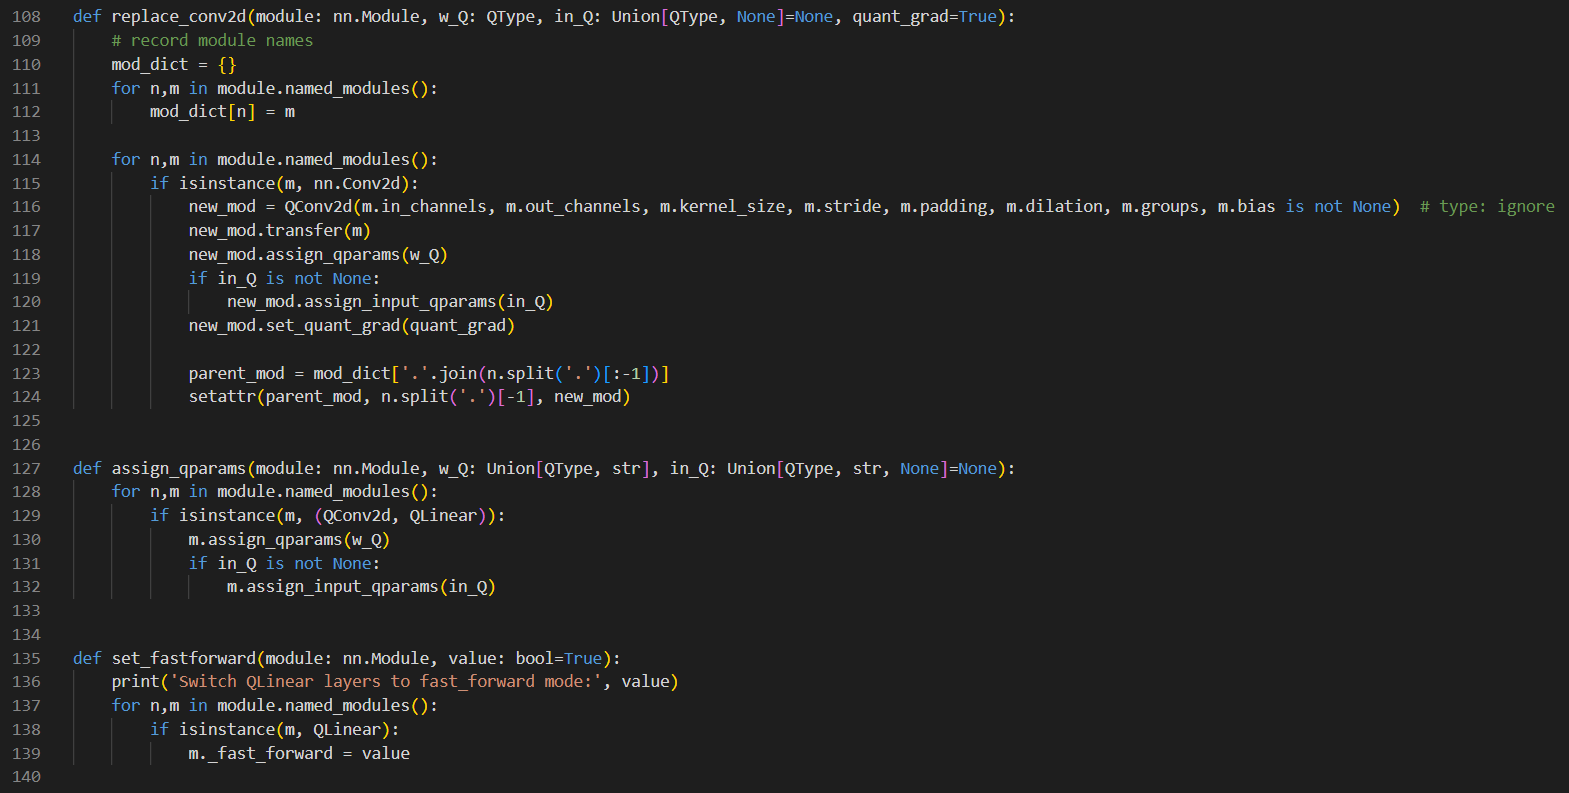 108 def replace_conv2d(module: nn.Module, w_Q: QType, in_Q: Union[QType, None]=None, quant_grad=True):
109     # record module names
110     mod_dict = {}
111     for n,m in module.named_modules():
112         mod_dict[n] = m
113
114     for n,m in module.named_modules():
115         if isinstance(m, nn.Conv2d):
116             new_mod = QConv2d(m.in_channels, m.out_channels, m.kernel_size, m.stride, m.padding, m.dilation, m.groups, m.bias is not None)  # type: ignore
117             new_mod.transfer(m)
118             new_mod.assign_qparams(w_Q)
119             if in_Q is not None:
120                 new_mod.assign_input_qparams(in_Q)
121             new_mod.set_quant_grad(quant_grad)
122
123             parent_mod = mod_dict['.'.join(n.split('.')[:-1])]
124             setattr(parent_mod, n.split('.')[-1], new_mod)
125
126
127 def assign_qparams(module: nn.Module, w_Q: Union[QType, str], in_Q: Union[QType, str, None]=None):
128     for n,m in module.named_modules():
129         if isinstance(m, (QConv2d, QLinear)):
130             m.assign_qparams(w_Q)
131             if in_Q is not None:
132                 m.assign_input_qparams(in_Q)
133
134
135 def set_fastforward(module: nn.Module, value: bool=True):
136     print('Switch QLinear layers to fast_forward mode:', value)
137     for n,m in module.named_modules():
138         if isinstance(m, QLinear):
139             m._fast_forward = value
140